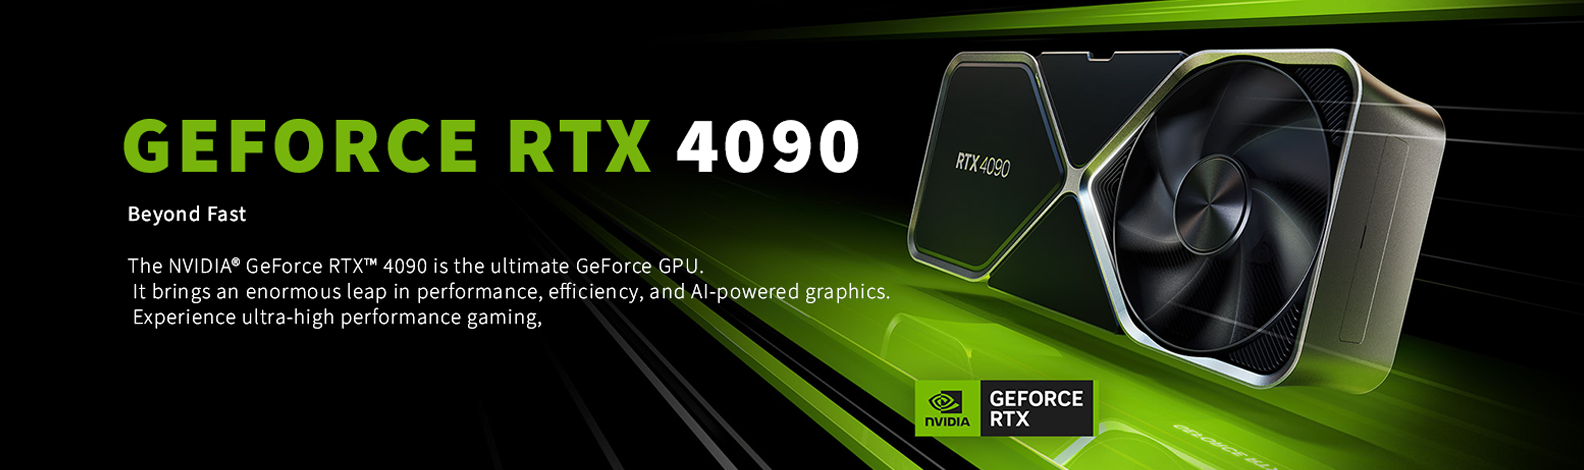 GEFORCE RTX 4090
Beyond Fast
The NVIDIA® GeForce RTX™ 4090 is the ultimate GeForce GPU.
It brings an enormous leap in performance, efficiency, and AI-powered graphics.
Experience ultra-high performance gaming,
RTX 4090
NVIDIA
GEFORCE
RTX